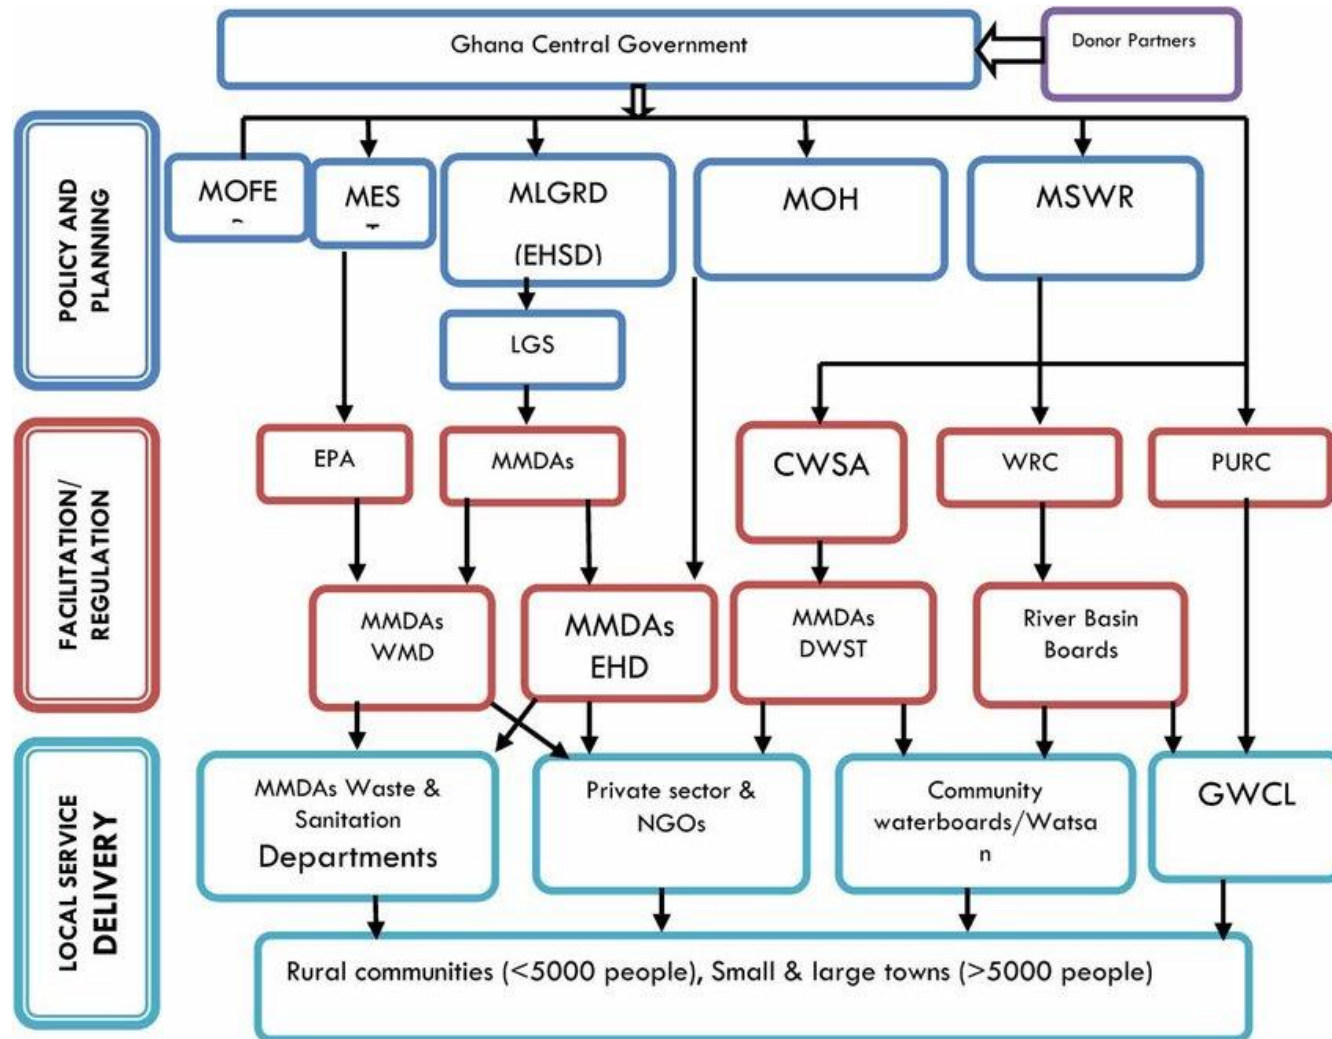 Ghana Central Government
Donor Partners
POLICY AND
PLANNING
MOFE
MES
MLGRD
(EHSD)
MOH
MSWR
LGS
FACILITATION/
REGULATION
EPA
MMDAs
CWSA
WRC
PURC
MMDAs
WMD
MMDAs
EHD
MMDAs
DWST
River Basin
Boards
LOCAL SERVICE
DELIVERY
MMDAs Waste &
Sanitation
Departments
Private sector &
NGOs
Community
waterboards/Watsa
n
GWCL
Rural communities (<5000 people), Small & large towns (>5000 people)